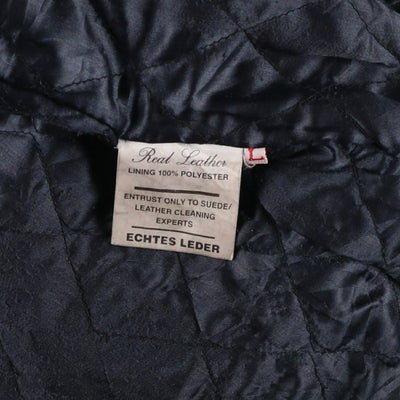 Real Leather
L
LINING 100% POLYESTER
ENTRUST ONLY TO SUEDE/
LEATHER CLEANING
EXPERTS
ECHTES LEDER